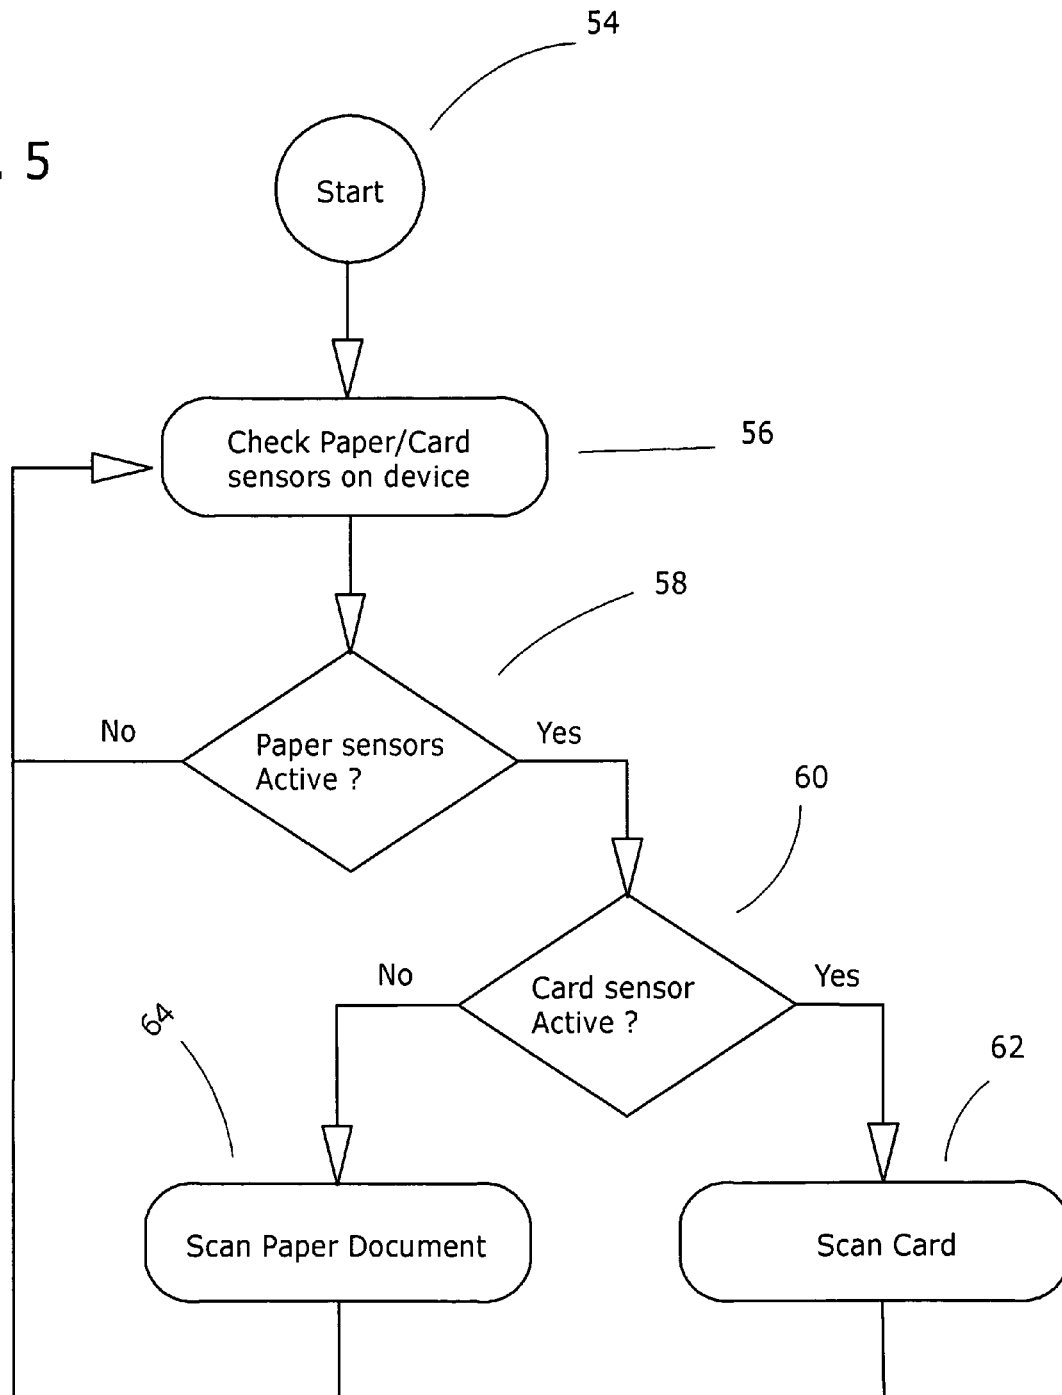 54
. 5
Start
Check Paper/Card
sensors on device
56
58
No
Paper sensors
Active ?
Yes
60
No
Card sensor
Active ?
Yes
64
62
Scan Paper Document
Scan Card